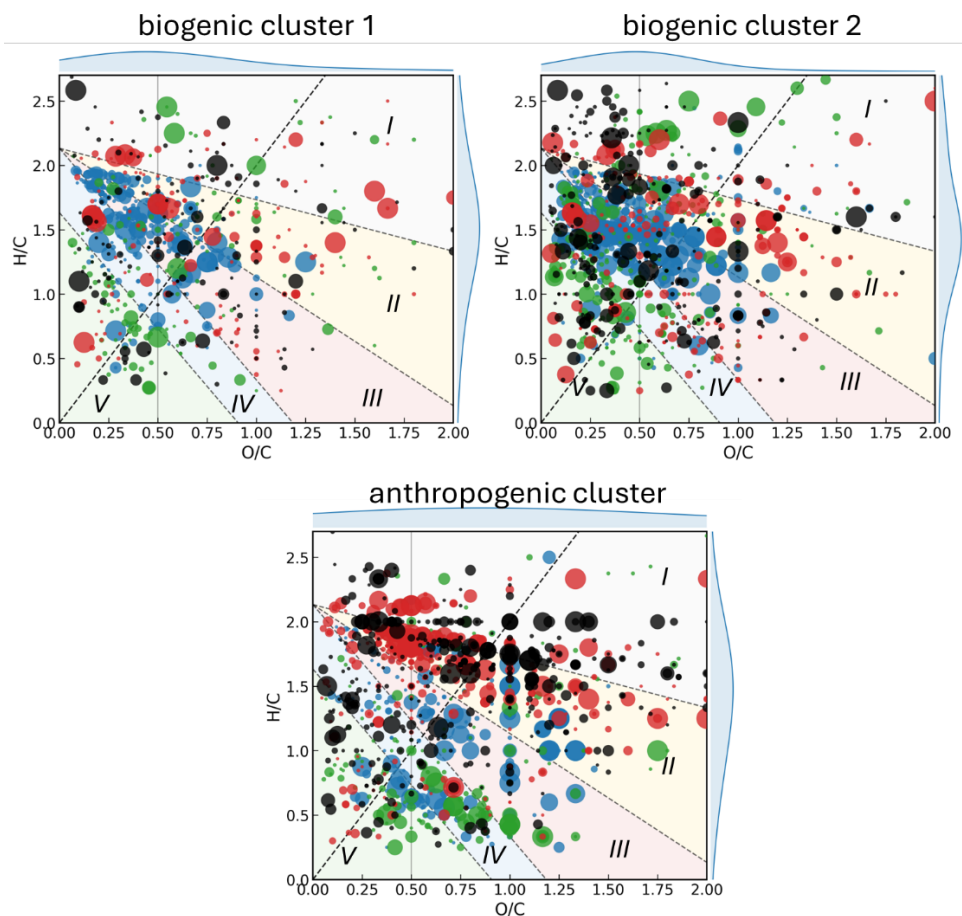 biogenic cluster 1
H/C
2.5
2.0
1.5
1.0
0.5
0.0
I
II
III
IV
V
0.00 0.25 0.50 0.75 1.00 1.25 1.50 1.75 2.00
O/C
biogenic cluster 2
H/C
2.5
2.0
1.5
1.0
0.5
0.0
I
II
III
IV
V
0.00 0.25 0.50 0.75 1.00 1.25 1.50 1.75 2.00
O/C
anthropogenic cluster
H/C
2.5
2.0
1.5
1.0
0.5
0.0
I
II
III
IV
V
0.00 0.25 0.50 0.75 1.00 1.25 1.50 1.75 2.00
O/C